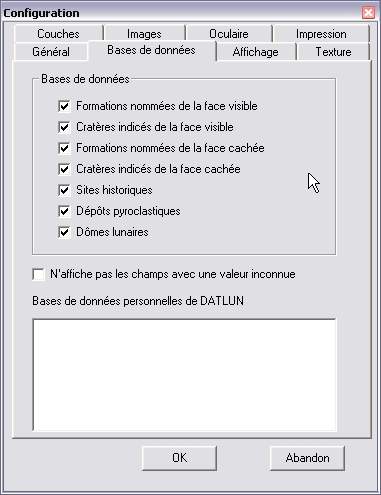 Configuration
Couches Images Oculaire Impression
Général Bases de données Affichage Texture
Bases de données
Formations nommées de la face visible
Cratères indicés de la face visible
Formations nommées de la face cachée
Cratères indicés de la face cachée
Sites historiques
Dépôts pyroclastiques
Dômes lunaires
N'affiche pas les champs avec une valeur inconnue
Bases de données personnelles de DATLUN
OK Abandon